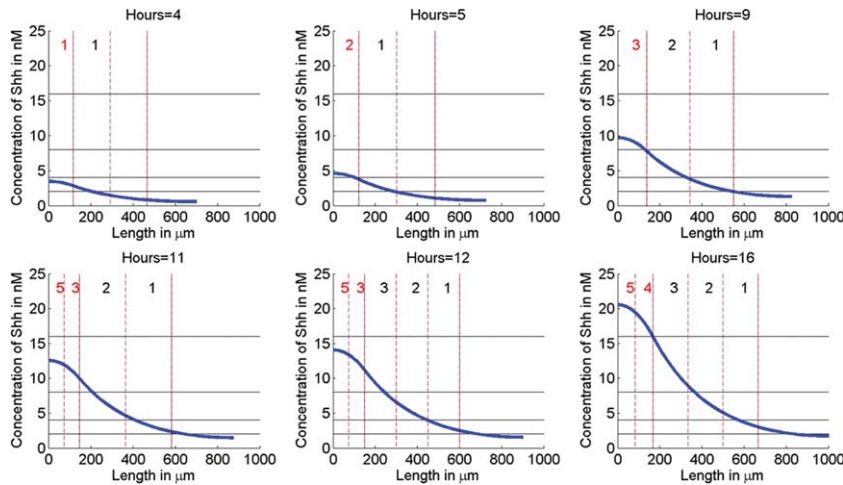 Hours=4
Concentration of Shh in nM
25
20
15
10
5
0
1 1
0 200 400 600 800 1000
Length in μm
Hours=5
Concentration of Shh in nM
25
20
15
10
5
0
2 1
0 200 400 600 800 1000
Length in μm
Hours=9
Concentration of Shh in nM
25
20
15
10
5
0
3 2 1
0 200 400 600 800 1000
Length in μm
Hours=11
Concentration of Shh in nM
25
20
15
10
5
0
5 3 2 1
0 200 400 600 800 1000
Length in μm
Hours=12
Concentration of Shh in nM
25
20
15
10
5
0
5 3 3 2 1
0 200 400 600 800 1000
Length in μm
Hours=16
Concentration of Shh in nM
25
20
15
10
5
0
5 4 3 2 1
0 200 400 600 800 1000
Length in μm